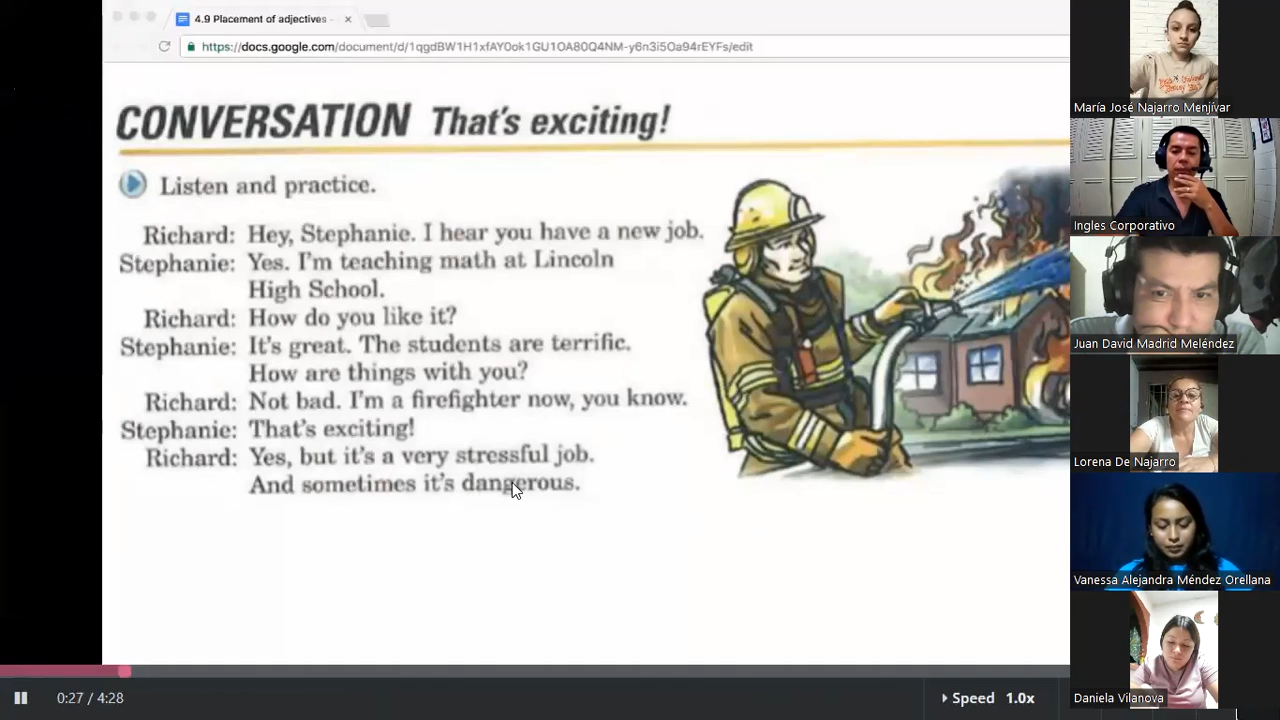 4.9 Placement of adjectives -
https://docs.google.com/document/d/1qgdBW1H1xfAYOok1GU1OA80Q4NM-y6n3i5Oa94rEYFs/edit
CONVERSATION That's exciting!
Listen and practice.
Richard: Hey, Stephanie. I hear you have a new job.
Stephanie: Yes. I'm teaching math at Lincoln
High School.
Richard: How do you like it?
Stephanie: It's great. The students are terrific.
How are things with you?
Richard: Not bad. I'm a firefighter now, you know.
Stephanie: That's exciting!
Richard: Yes, but it's a very stressful job.
And sometimes it's dangerous.
0:27 / 4:28
Speed 1.0x
María José Najarro Menjívar
Ingles Corporativo
Juan David Madrid Meléndez
Lorena De Najarro
Vanessa Alejandra Méndez Orellana
Daniela Vilanova